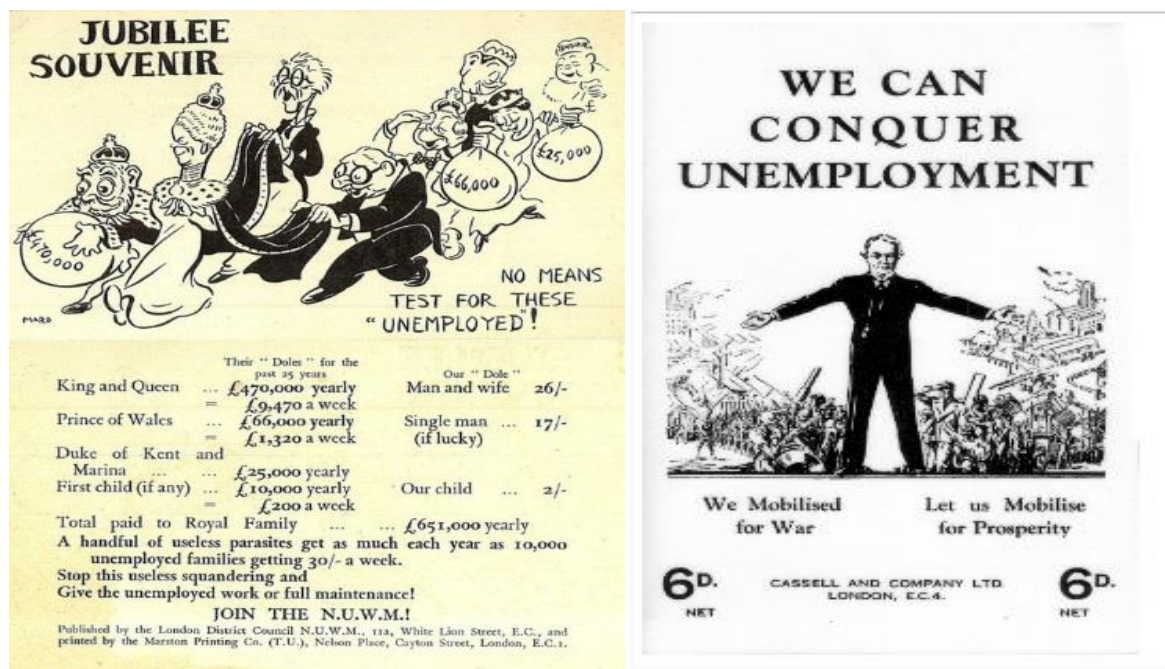 JUBILEE
SOUVENIR
£470,000
£66,000
£25,000
£
NO MEANS
TEST FOR THESE
"UNEMPLOYED"!
MARO
Their "Doles" for the
past 25 years
Our "Dole"
King and Queen ... £470,000 yearly Man and wife 26/-
= £9,470 a week
Prince of Wales ... £66,000 yearly Single man ... 17/-
= £1,320 a week (if lucky)
Duke of Kent and
Marina ... ... £25,000 yearly
First child (if any) ... £10,000 yearly Our child ... 2/-
= £200 a week
Total paid to Royal Family ... ... £651,000 yearly
A handful of useless parasites get as much each year as 10,000
unemployed families getting 30/- a week.
Stop this useless squandering and
Give the unemployed work or full maintenance!
JOIN THE N.U.W.M.!
Published by the London District Council N.U.W.M., 11a, White Lion Street, E.C., and
printed by the Marston Printing Co. (T.U.), Nelson Place, Cayton Street, London, E.C.1.
WE CAN
CONQUER
UNEMPLOYMENT
We Mobilised
for War
Let us Mobilise
for Prosperity
6D.
NET
CASSELL AND COMPANY LTD
LONDON, E.C.4.
6D.
NET